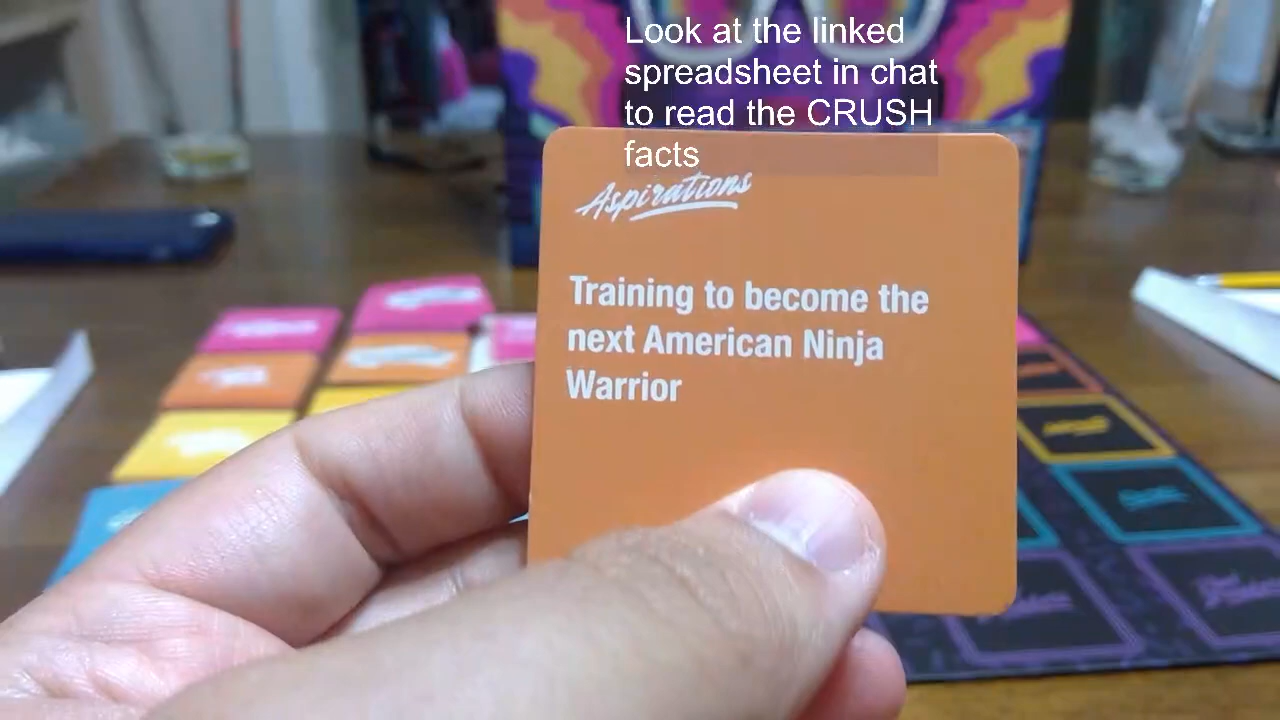 Look at the linked
spreadsheet in chat
to read the CRUSH
facts
Aspirations
Training to become the
next American Ninja
Warrior